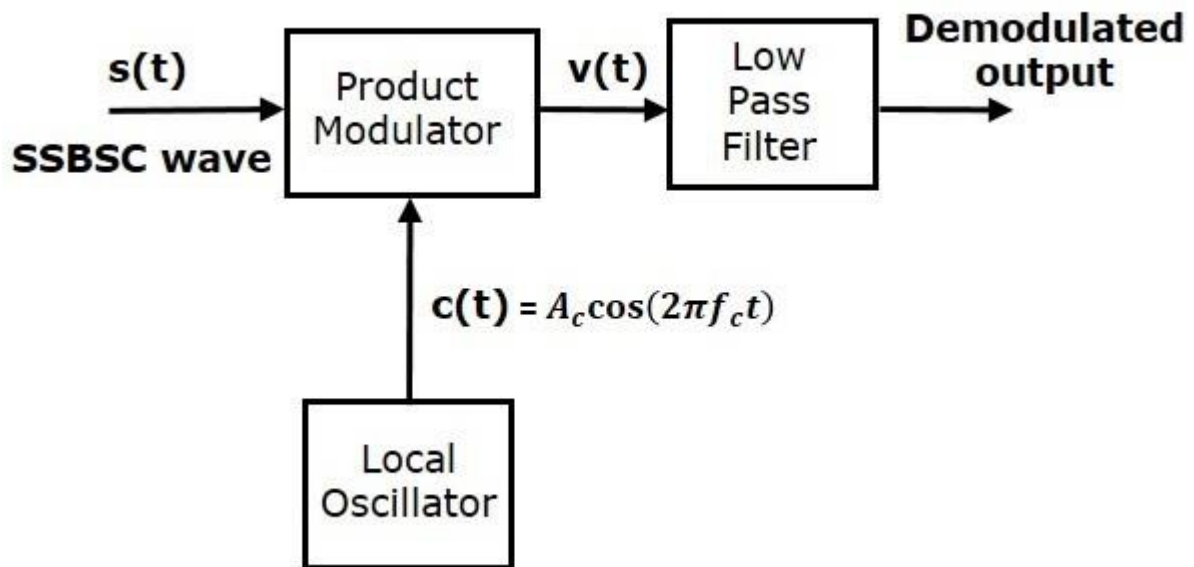 s(t)
SSBSC wave
Product
Modulator
v(t)
Low
Pass
Filter
Demodulated
output
c(t) = A_c cos(2πf_c t)
Local
Oscillator